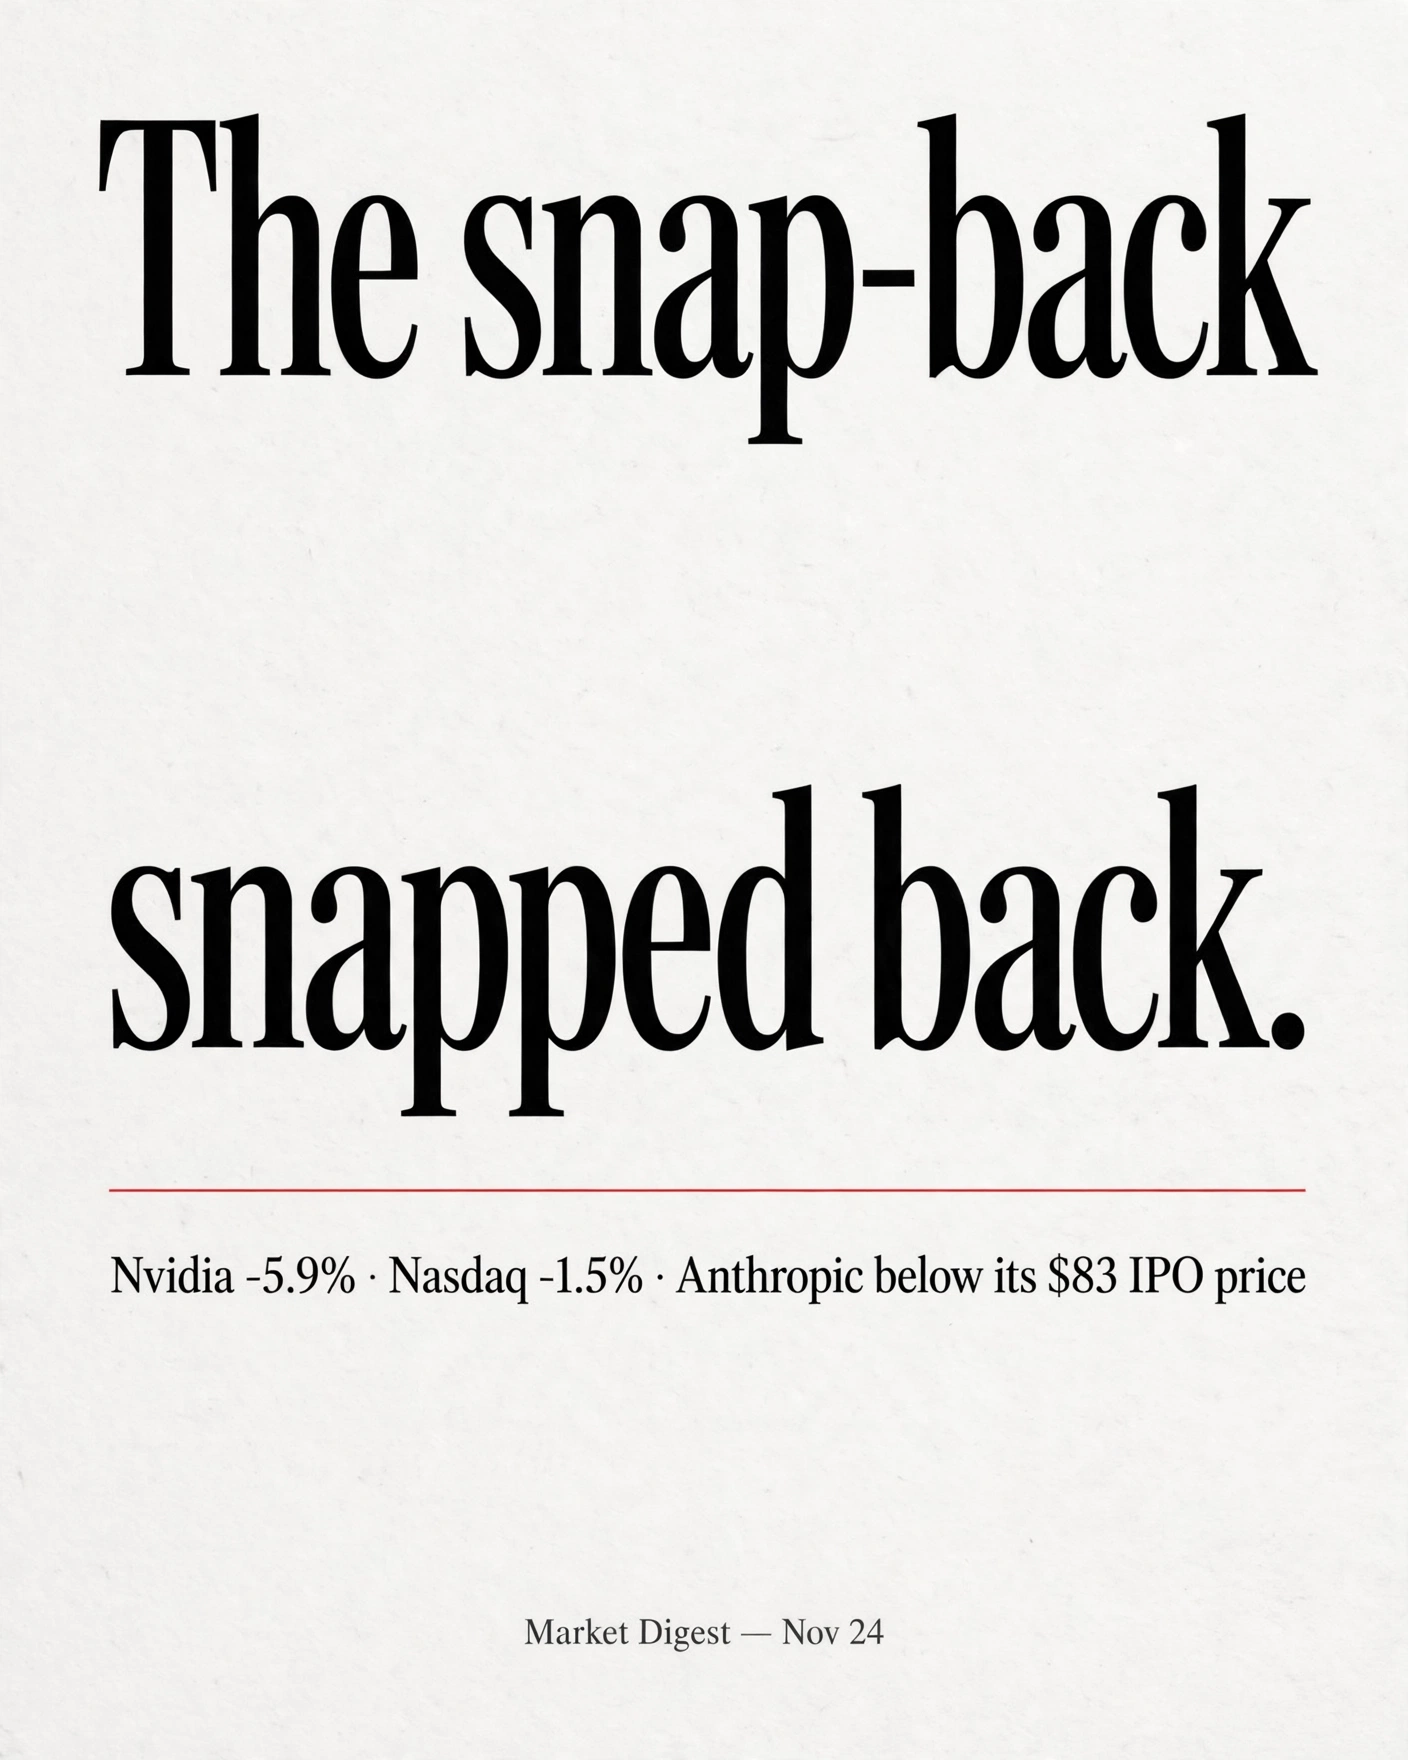 The snap-back
snapped back.
Nvidia -5.9% · Nasdaq -1.5% · Anthropic below its $83 IPO price
Market Digest — Nov 24